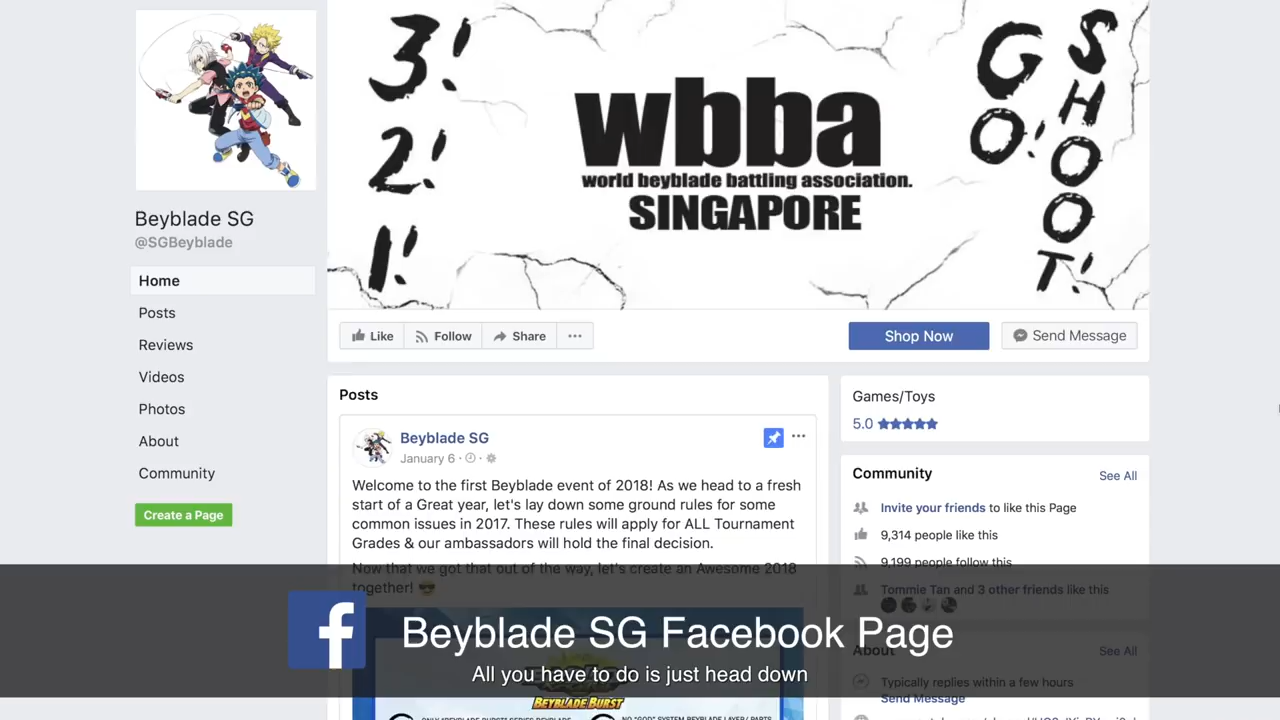 3!
2!
1!
wbba
world beyblade battling association.
SINGAPORE
GO!
SHOOT!
Beyblade SG
@SGBeyblade
Home
Posts
Reviews
Videos
Photos
About
Community
Create a Page
Like
Follow
Share
Shop Now
Send Message
Posts
Beyblade SG
January 6
Welcome to the first Beyblade event of 2018! As we head to a fresh
start of a Great year, let's lay down some ground rules for some
common issues in 2017. These rules will apply for ALL Tournament
Grades & our ambassadors will hold the final decision.
Now that we got that out of the way, let's create an Awesome 2018
together! 😎
BEYBLADE BURST
Games/Toys
5.0 ★★★★★
Community
See All
Invite your friends to like this Page
9,314 people like this
9,199 people follow this
Tommie Tan and 3 other friends like this
About
See All
Typically replies within a few hours
Send Message
f
Beyblade SG Facebook Page
All you have to do is just head down